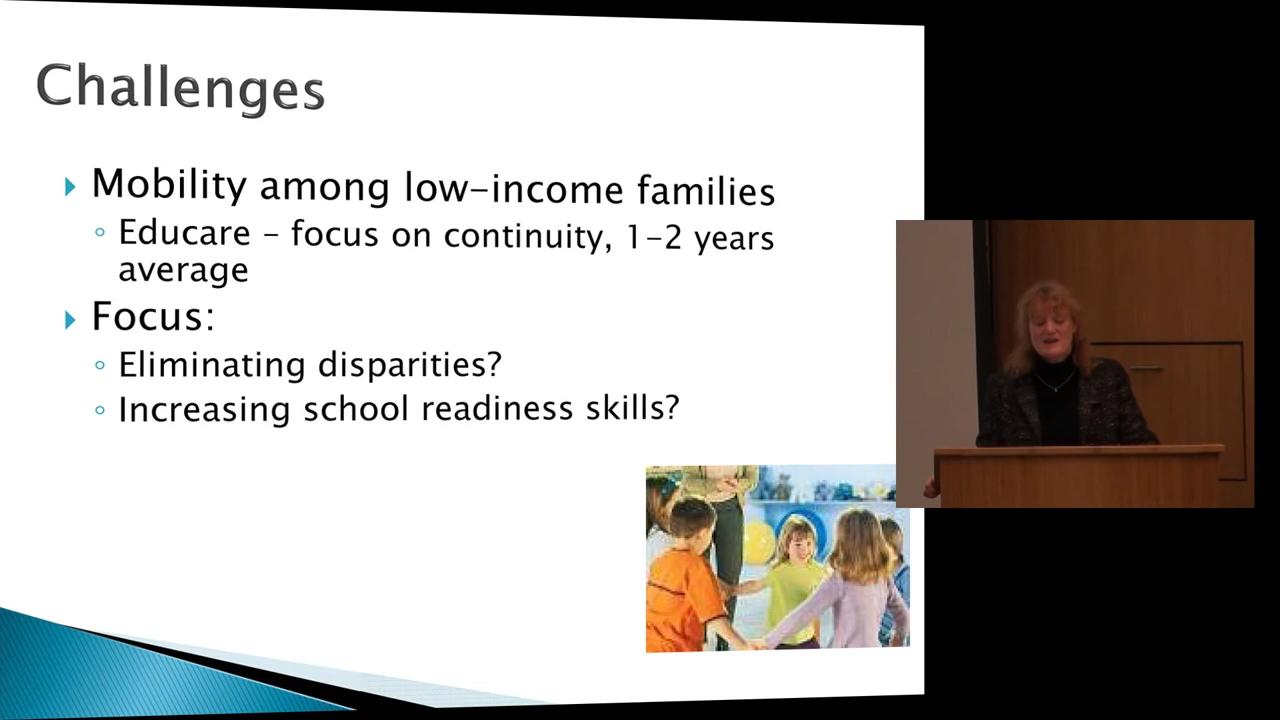 Challenges
Mobility among low-income families
Educare – focus on continuity, 1-2 years
average
Focus:
Eliminating disparities?
Increasing school readiness skills?